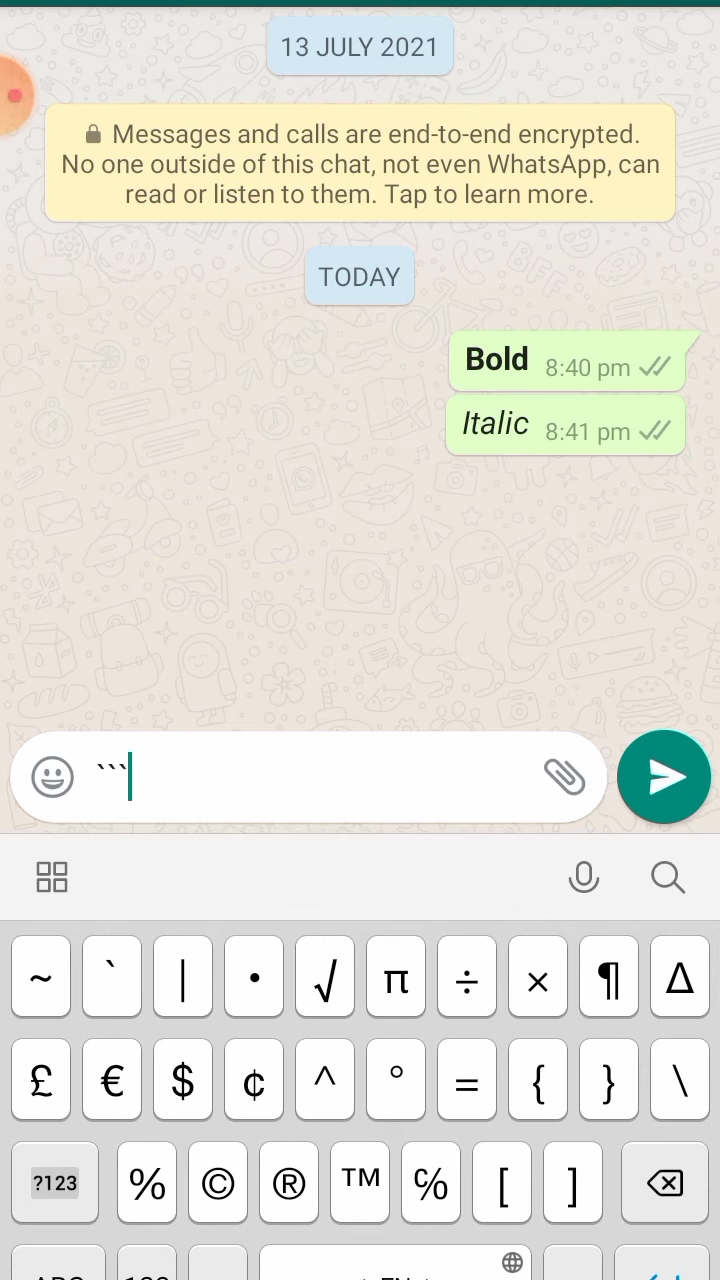 13 JULY 2021
Messages and calls are end-to-end encrypted.
No one outside of this chat, not even WhatsApp, can
read or listen to them. Tap to learn more.
TODAY
Bold 8:40 pm
Italic 8:41 pm
```
~ ` | • √ π ÷ × ¶ Δ
£ € $ ¢ ^ ° = { } \
?123 % © ® ™ ℅ [ ]